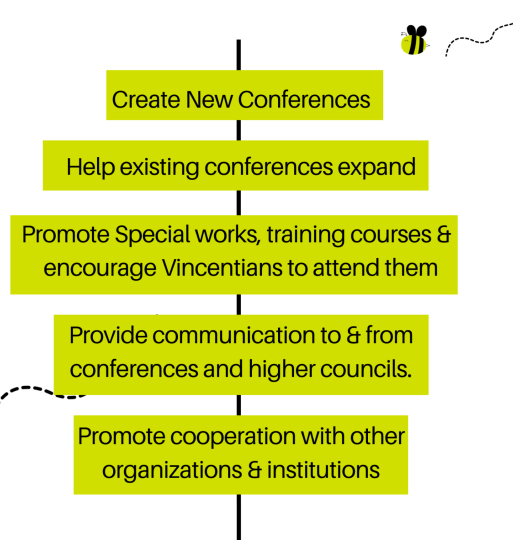 Create New Conferences
Help existing conferences expand
Promote Special works, training courses &
encourage Vincentians to attend them
Provide communication to & from
conferences and higher councils.
Promote cooperation with other
organizations & institutions